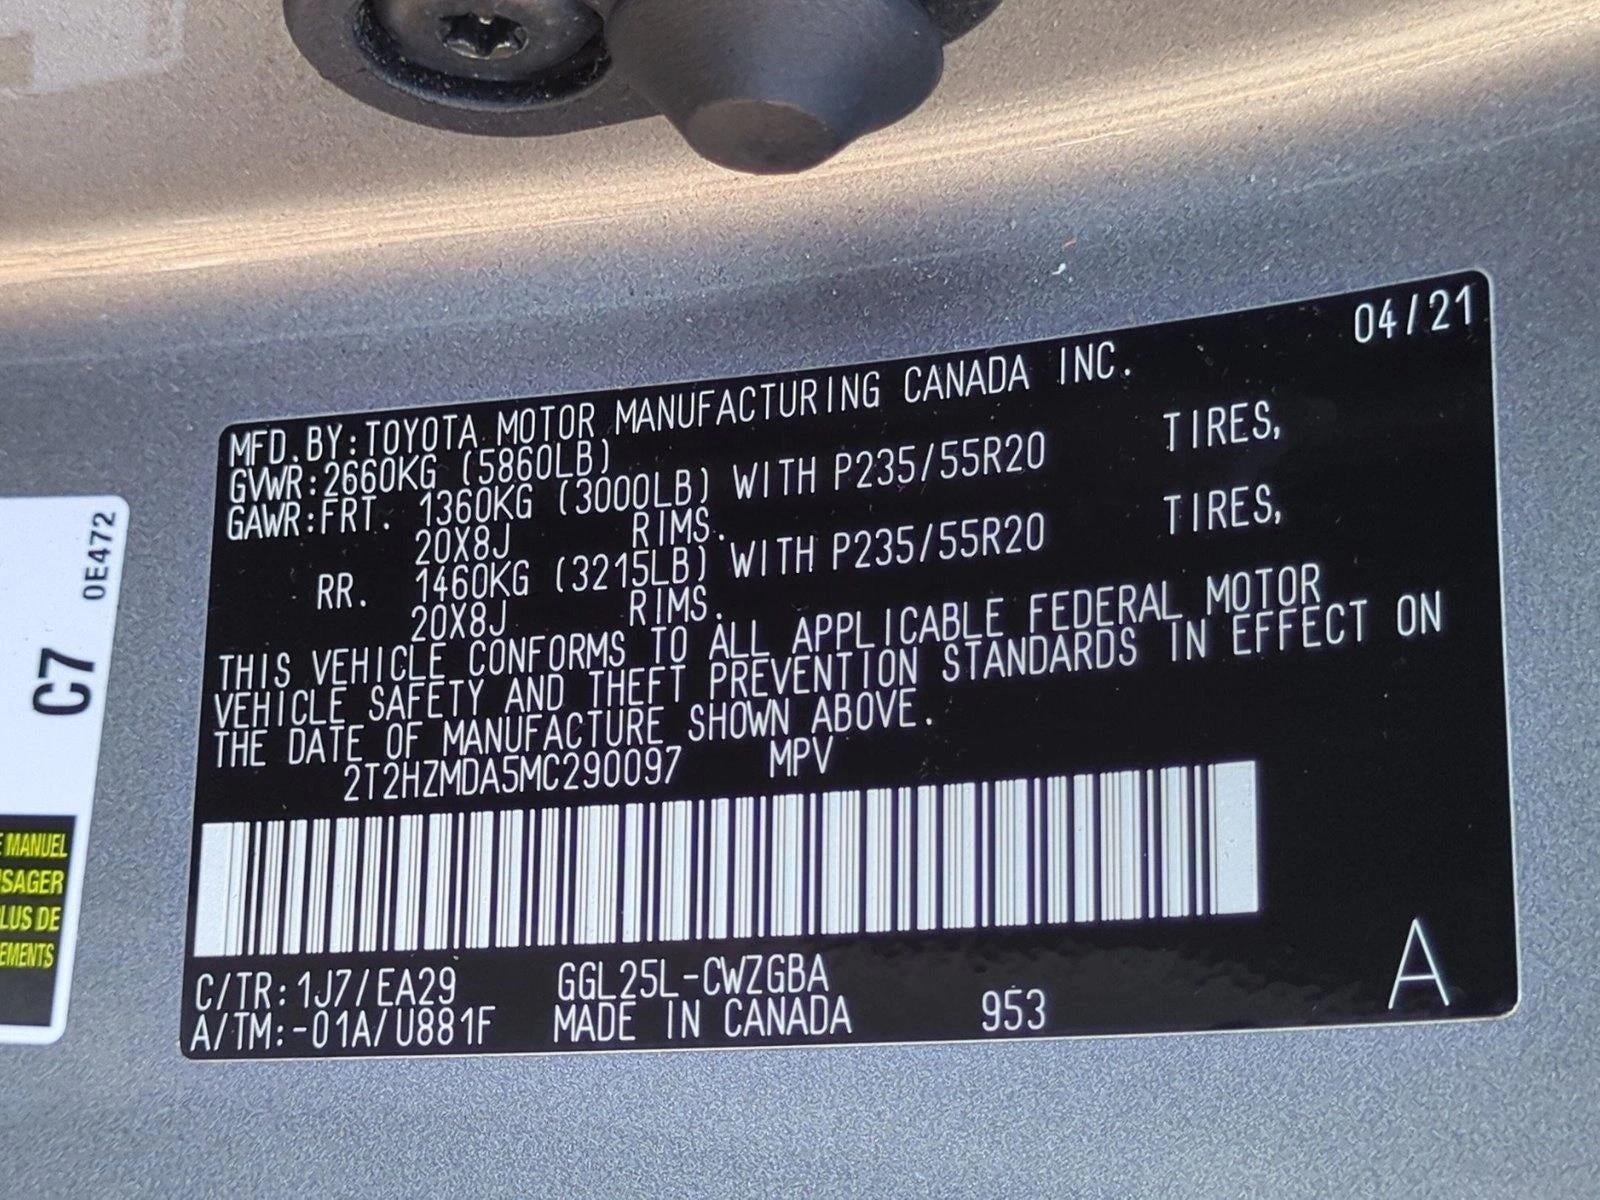 04/21
MFD.BY:TOYOTA MOTOR MANUFACTURING CANADA INC.
GVWR:2660KG (5860LB)
GAWR:FRT. 1360KG (3000LB) WITH P235/55R20 TIRES,
20X8J RIMS.
RR. 1460KG (3215LB) WITH P235/55R20 TIRES,
20X8J RIMS.
THIS VEHICLE CONFORMS TO ALL APPLICABLE FEDERAL MOTOR
VEHICLE SAFETY AND THEFT PREVENTION STANDARDS IN EFFECT ON
THE DATE OF MANUFACTURE SHOWN ABOVE.
2T2HZMDA5MC290097 MPV
C/TR:1J7/EA29 GGL25L-CWZGBA
A/TM:-01A/U881F MADE IN CANADA 953 A
0E472
C7
E MANUEL
SAGER
LUS DE
EMENTS